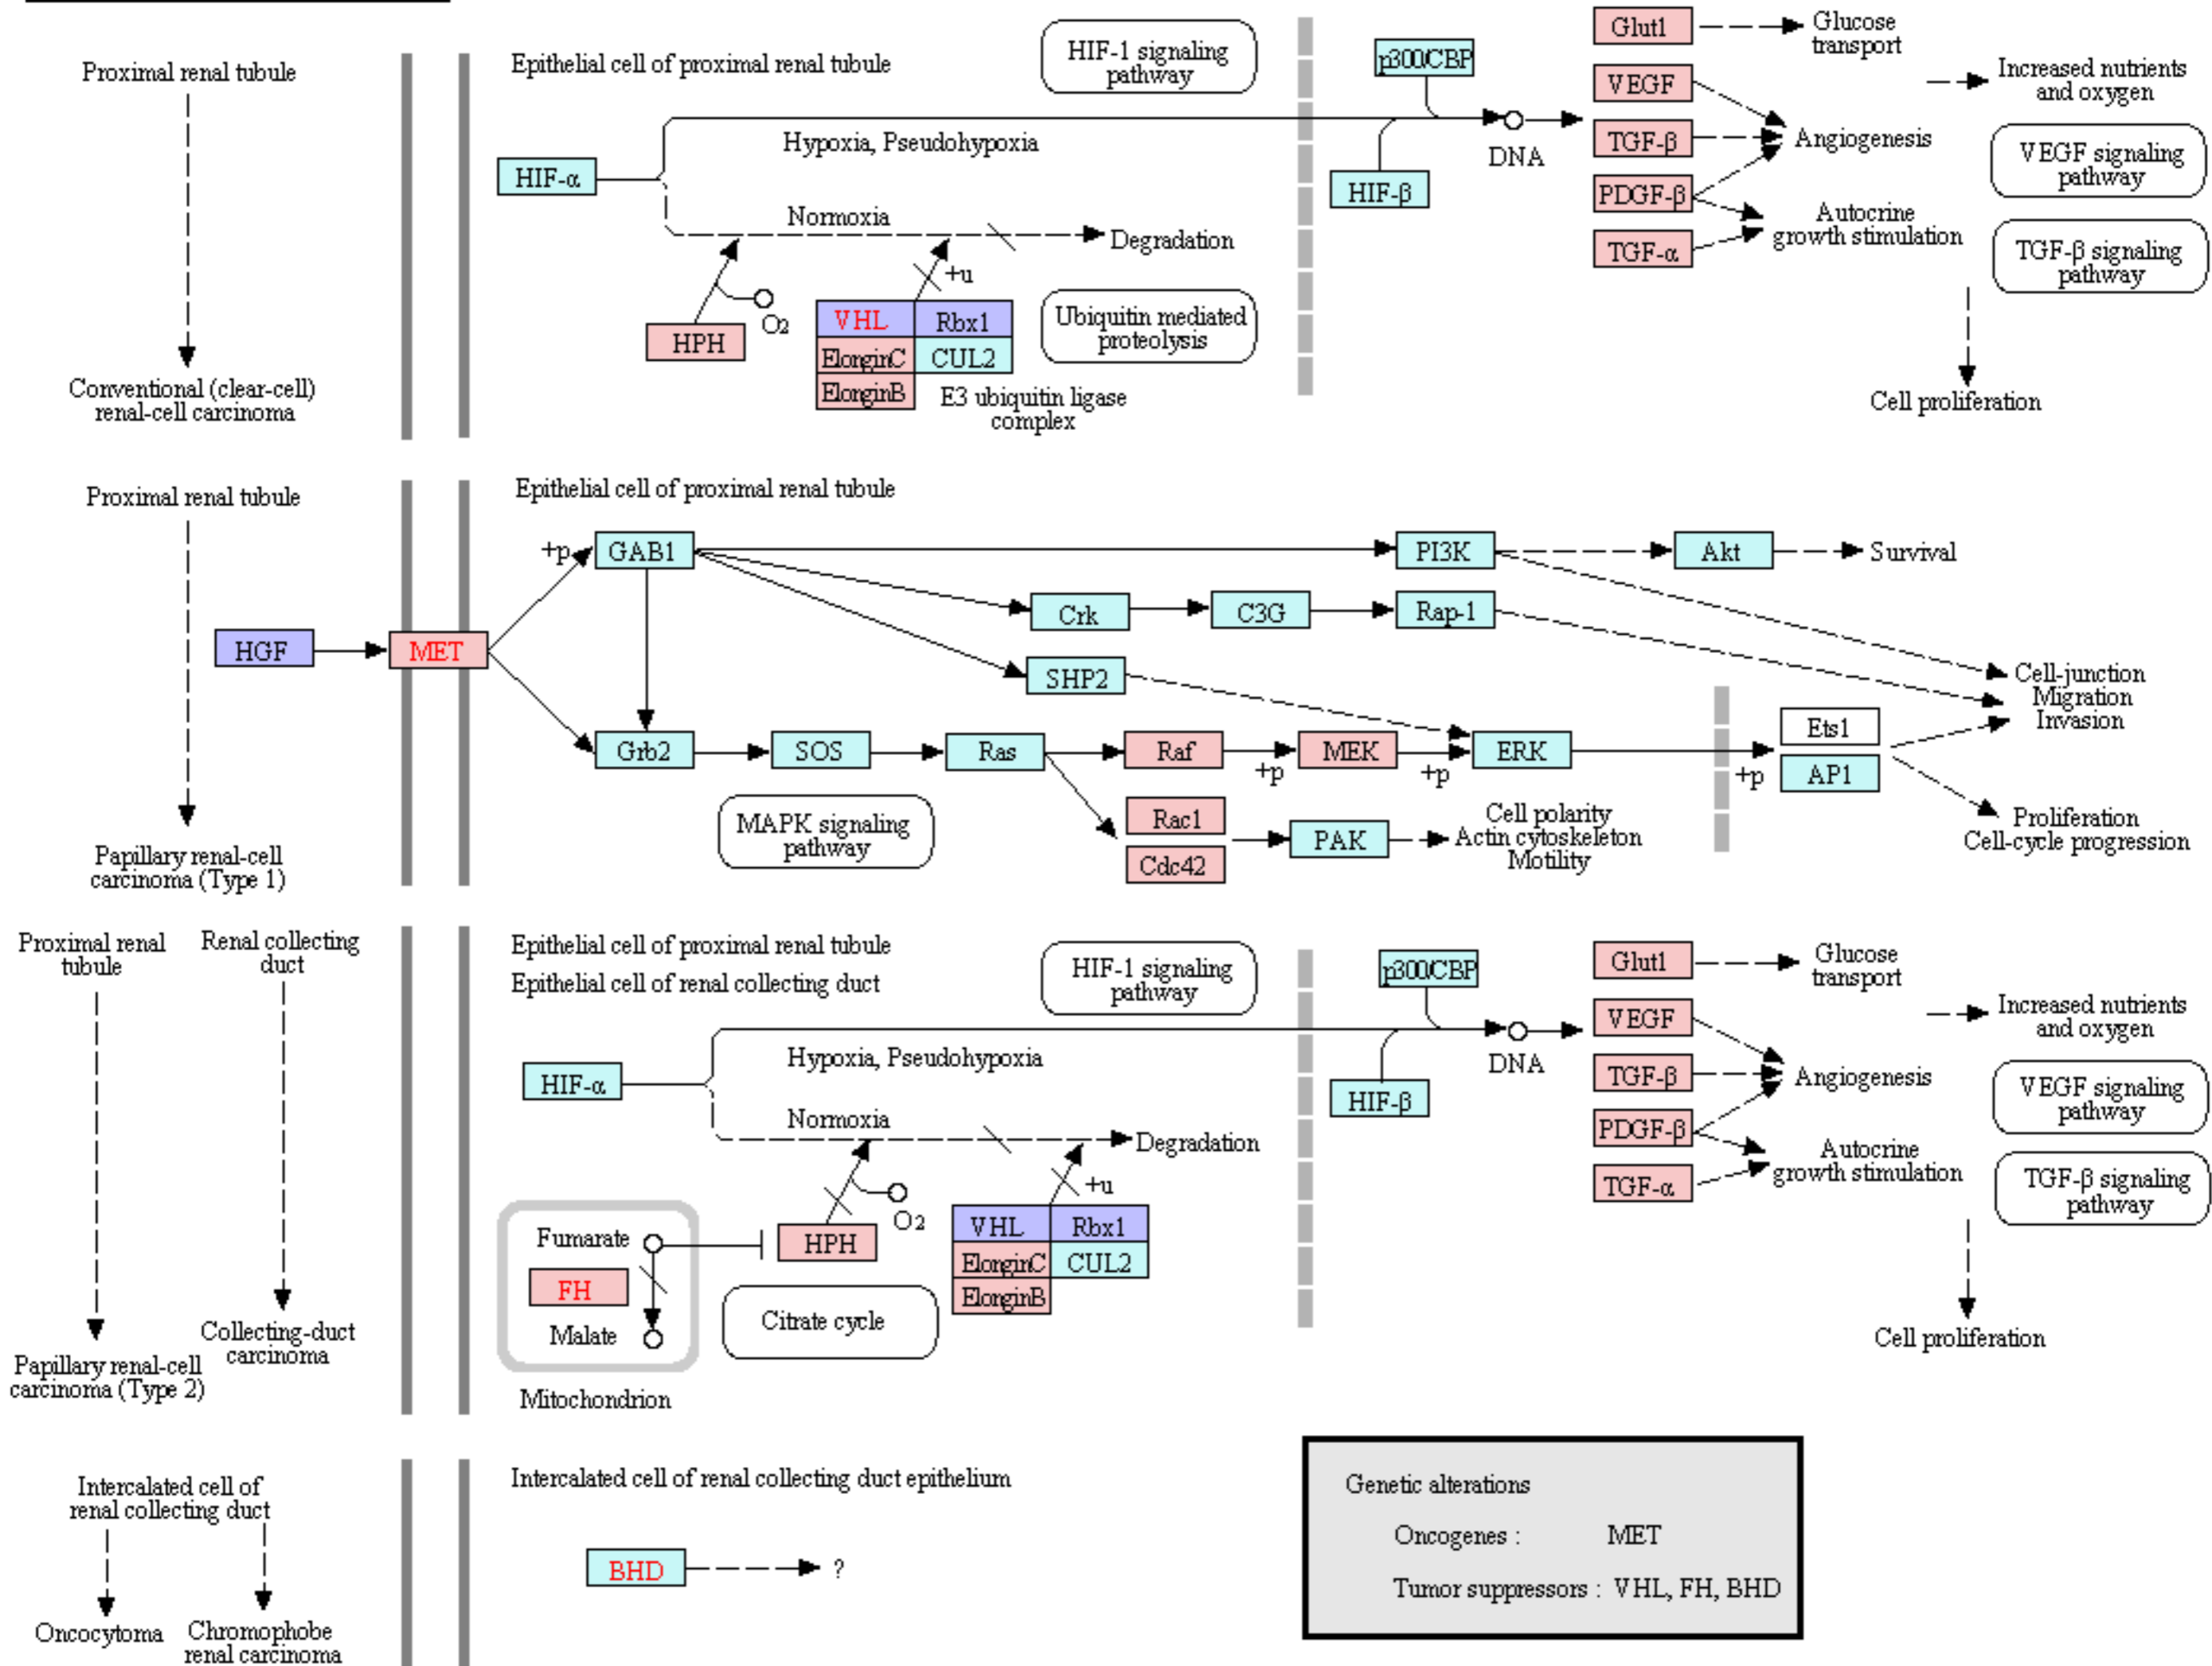 Proximal renal tubule
Conventional (clear-cell)
renal-cell carcinoma
Epithelial cell of proximal renal tubule
HIF-1 signaling
pathway
HIF-α
Hypoxia, Pseudohypoxia
Normoxia
Degradation
HPH
O2
+u
VHL
Rbx1
ElonginC
CUL2
ElonginB
E3 ubiquitin ligase
complex
Ubiquitin mediated
proteolysis
p300/CBP
HIF-β
DNA
Glut1
VEGF
TGF-β
PDGF-β
TGF-α
Glucose
transport
Increased nutrients
and oxygen
Angiogenesis
VEGF signaling
pathway
Autocrine
growth stimulation
TGF-β signaling
pathway
Cell proliferation
Proximal renal tubule
Papillary renal-cell
carcinoma (Type 1)
Epithelial cell of proximal renal tubule
HGF
MET
+p
GAB1
PI3K
Akt
Survival
Crk
C3G
Rap-1
SHP2
Cell-junction
Migration
Invasion
Grb2
SOS
Ras
Raf
+p
MEK
+p
ERK
+p
Ets1
AP1
MAPK signaling
pathway
Rac1
Cdc42
PAK
Cell polarity
Actin cytoskeleton
Motility
Proliferation
Cell-cycle progression
Proximal renal
tubule
Renal collecting
duct
Papillary renal-cell
carcinoma (Type 2)
Collecting-duct
carcinoma
Epithelial cell of proximal renal tubule
Epithelial cell of renal collecting duct
HIF-1 signaling
pathway
HIF-α
Hypoxia, Pseudohypoxia
Normoxia
Degradation
Fumarate
FH
Malate
Mitochondrion
HPH
O2
Citrate cycle
+u
VHL
Rbx1
ElonginC
CUL2
ElonginB
p300/CBP
HIF-β
DNA
Glut1
VEGF
TGF-β
PDGF-β
TGF-α
Glucose
transport
Increased nutrients
and oxygen
Angiogenesis
VEGF signaling
pathway
Autocrine
growth stimulation
TGF-β signaling
pathway
Cell proliferation
Intercalated cell of
renal collecting duct
Oncocytoma
Chromophobe
renal carcinoma
Intercalated cell of renal collecting duct epithelium
BHD
?
Genetic alterations
Oncogenes : MET
Tumor suppressors : VHL, FH, BHD